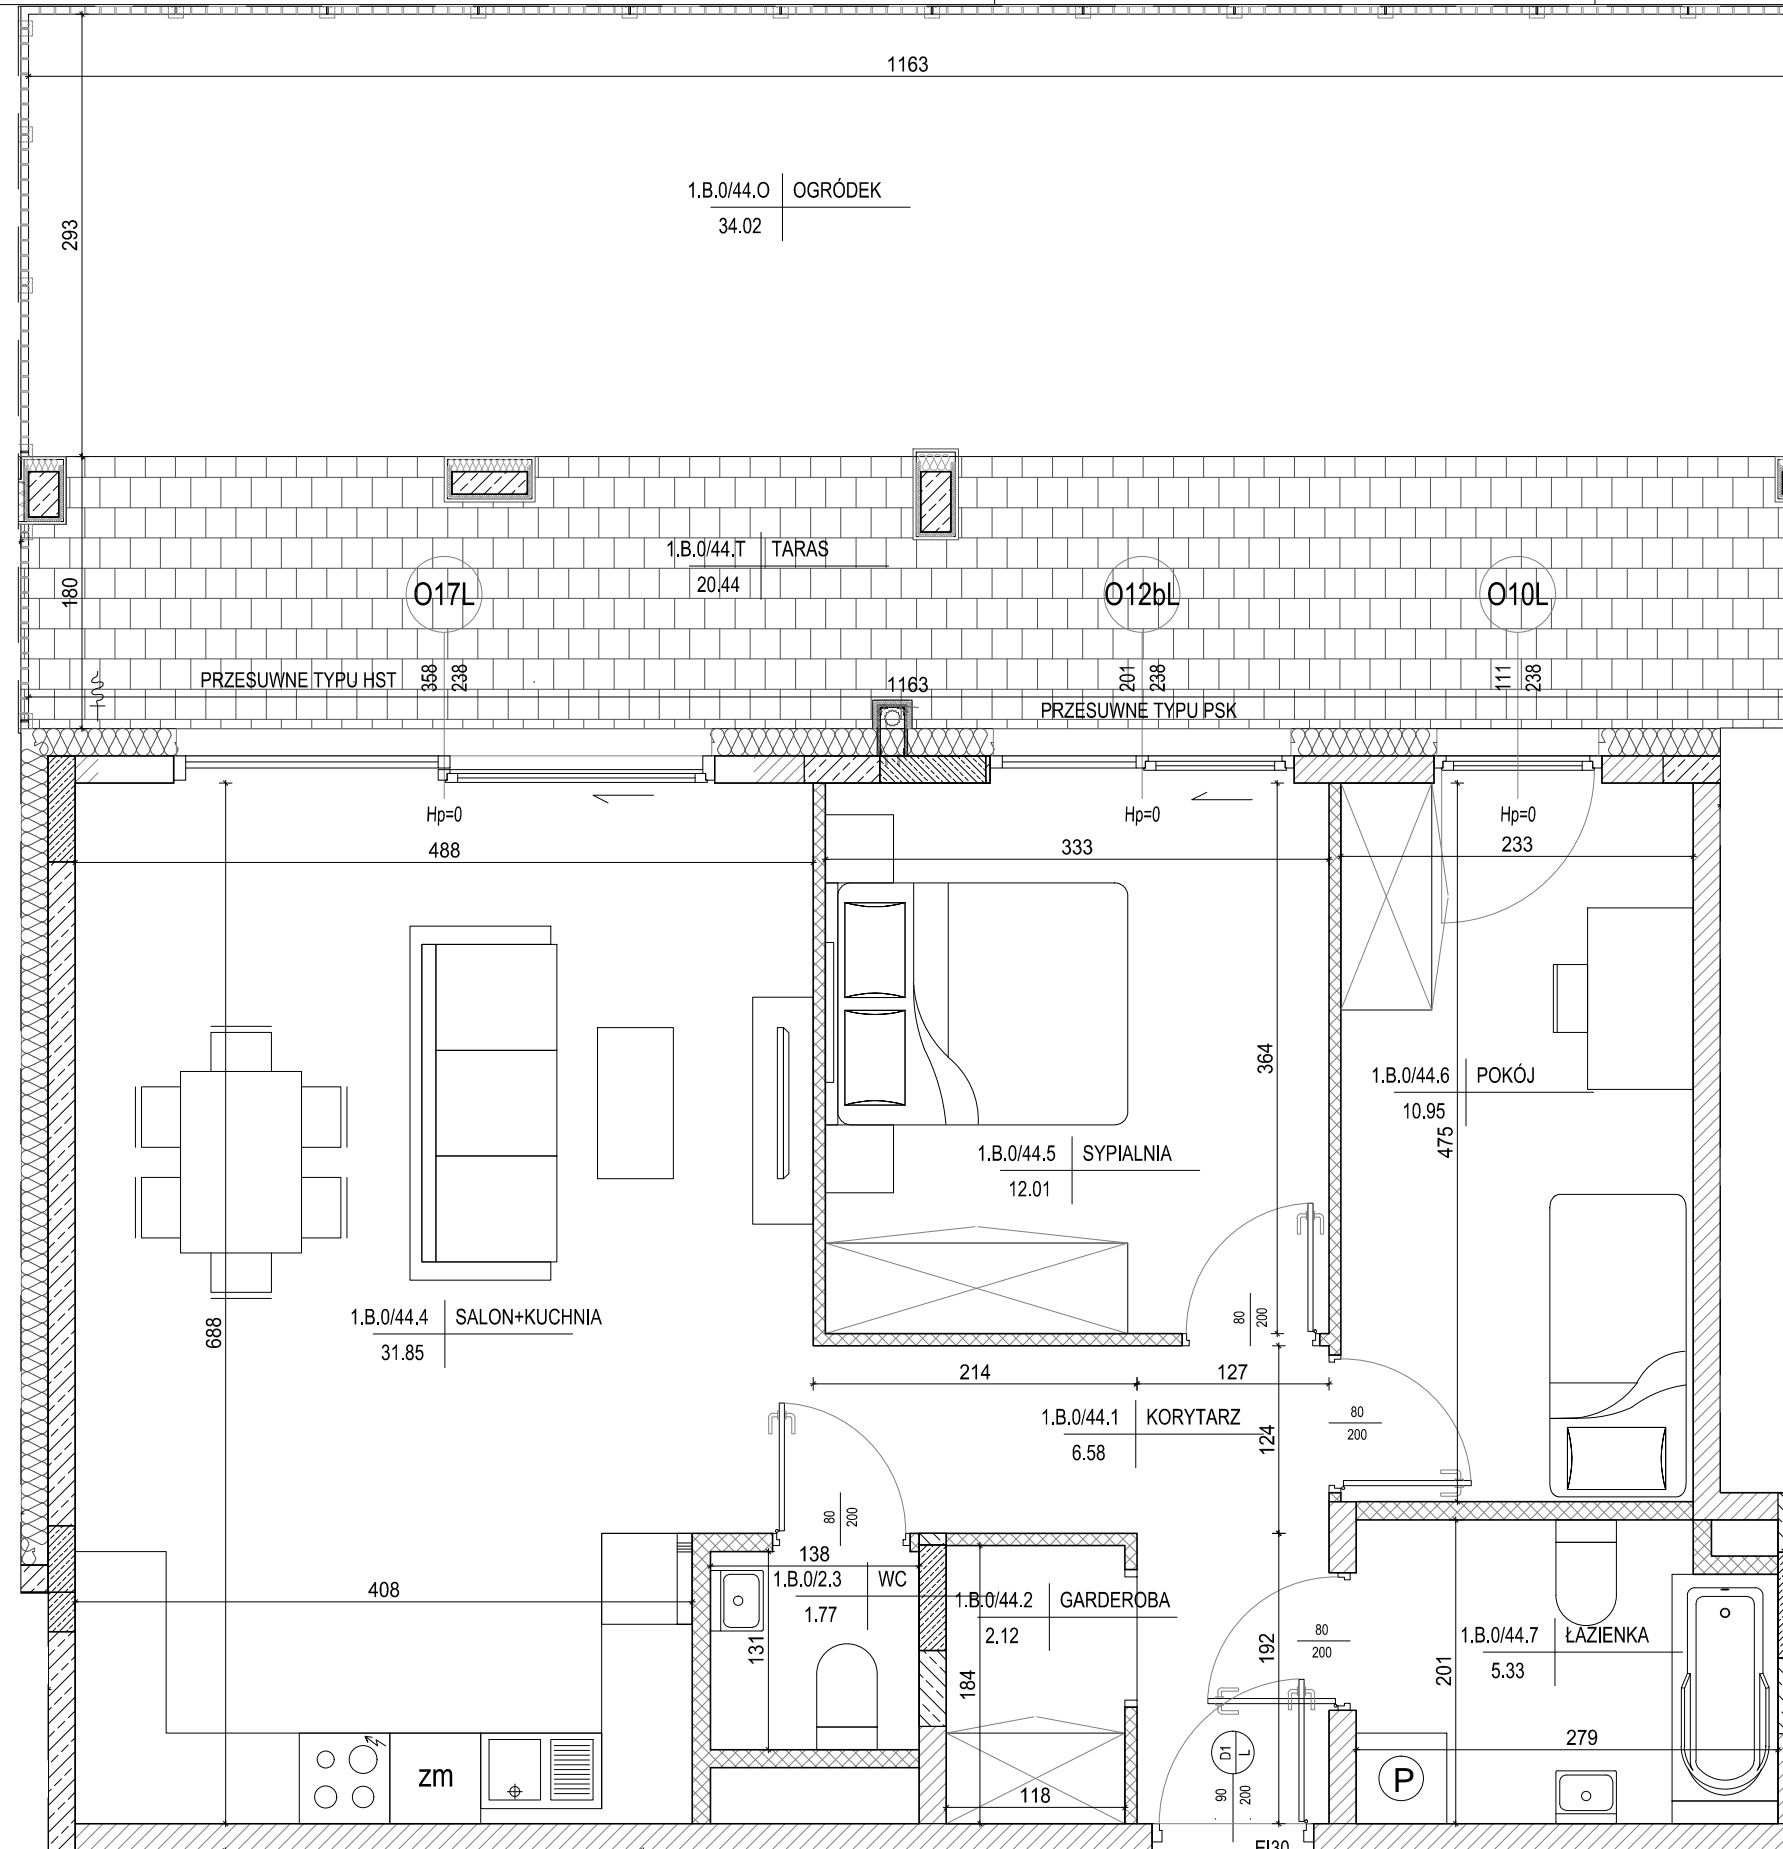 1163
1.B.0/44.O OGRÓDEK
34.02
293
1.B.0/44.T TARAS
20.44
180
O17L
O12bL
O10L
PRZESUWNE TYPU HST
358
238
1163
201
238
111
238
PRZESUWNE TYPU PSK
Hp=0
Hp=0
Hp=0
488
333
233
364
1.B.0/44.6 POKÓJ
10.95
475
1.B.0/44.5 SYPIALNIA
12.01
1.B.0/44.4 SALON+KUCHNIA
31.85
688
80
200
214
127
1.B.0/44.1 KORYTARZ
6.58
124
80
200
80
200
138
1.B.0/2.3 WC
1.77
131
408
1.B.0/44.2 GARDEROBA
2.12
184
192
80
200
1.B.0/44.7 ŁAZIENKA
5.33
201
279
zm
118
D1
L
90
200
P
EI30